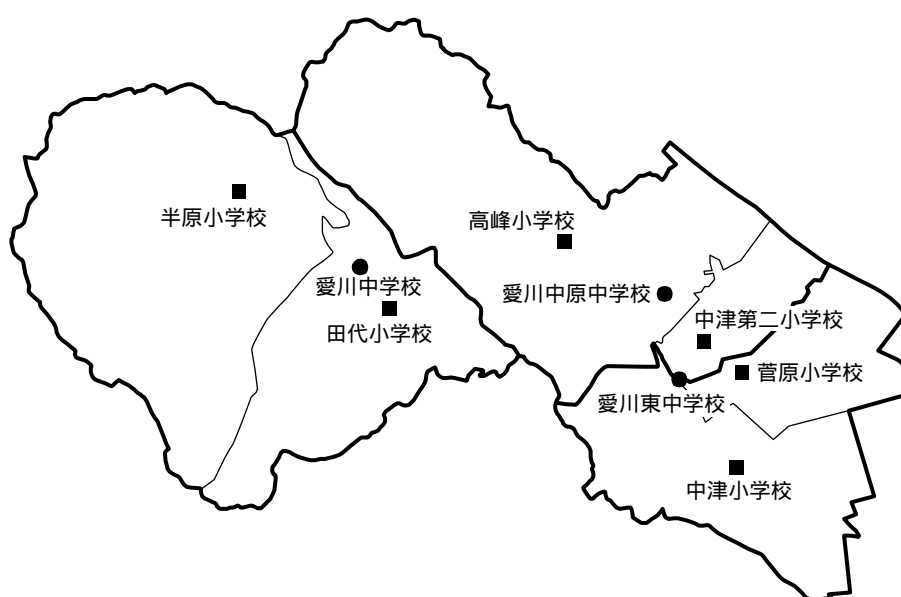 半原小学校
高峰小学校
愛川中学校
愛川中原中学校
田代小学校
中津第二小学校
菅原小学校
愛川東中学校
中津小学校